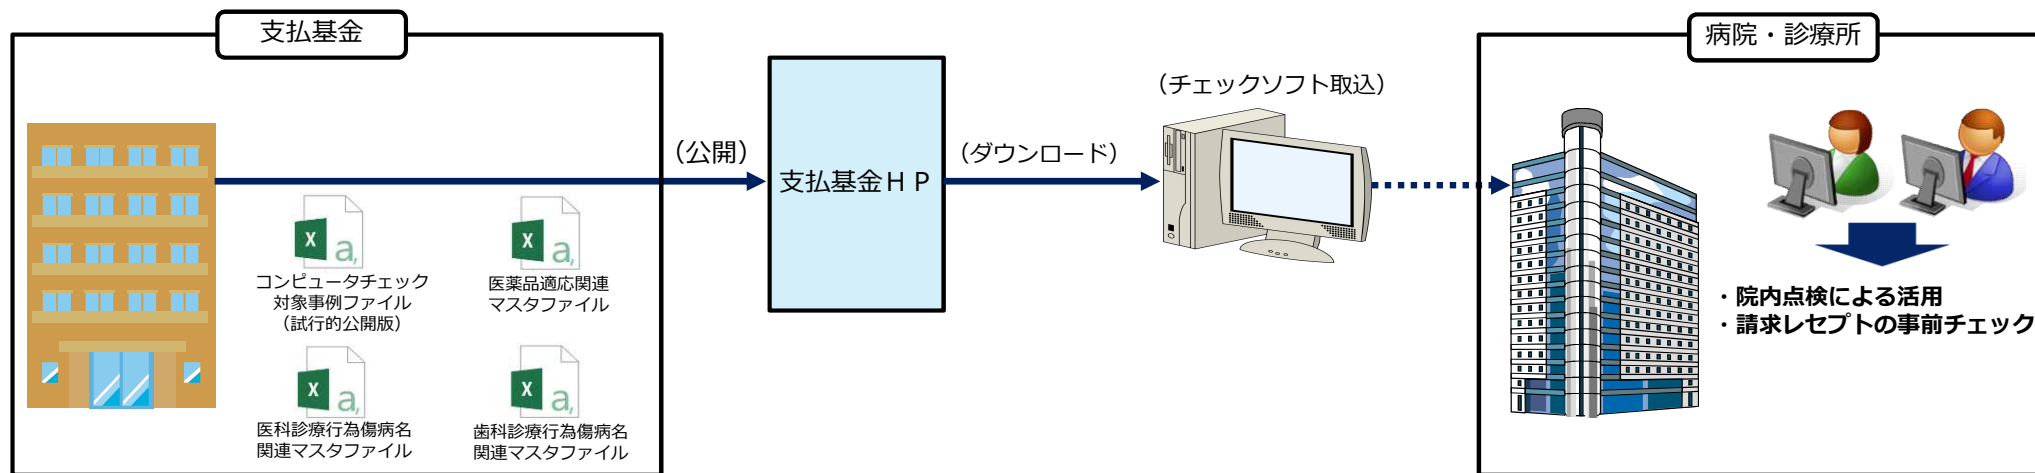 支払基金
コンピュータチェック
対象事例ファイル
（試行的公開版）
医薬品適応関連
マスタファイル
医科診療行為傷病名
関連マスタファイル
歯科診療行為傷病名
関連マスタファイル
（公開）
支払基金ＨＰ
（ダウンロード）
（チェックソフト取込）
病院・診療所
・院内点検による活用
・請求レセプトの事前チェック